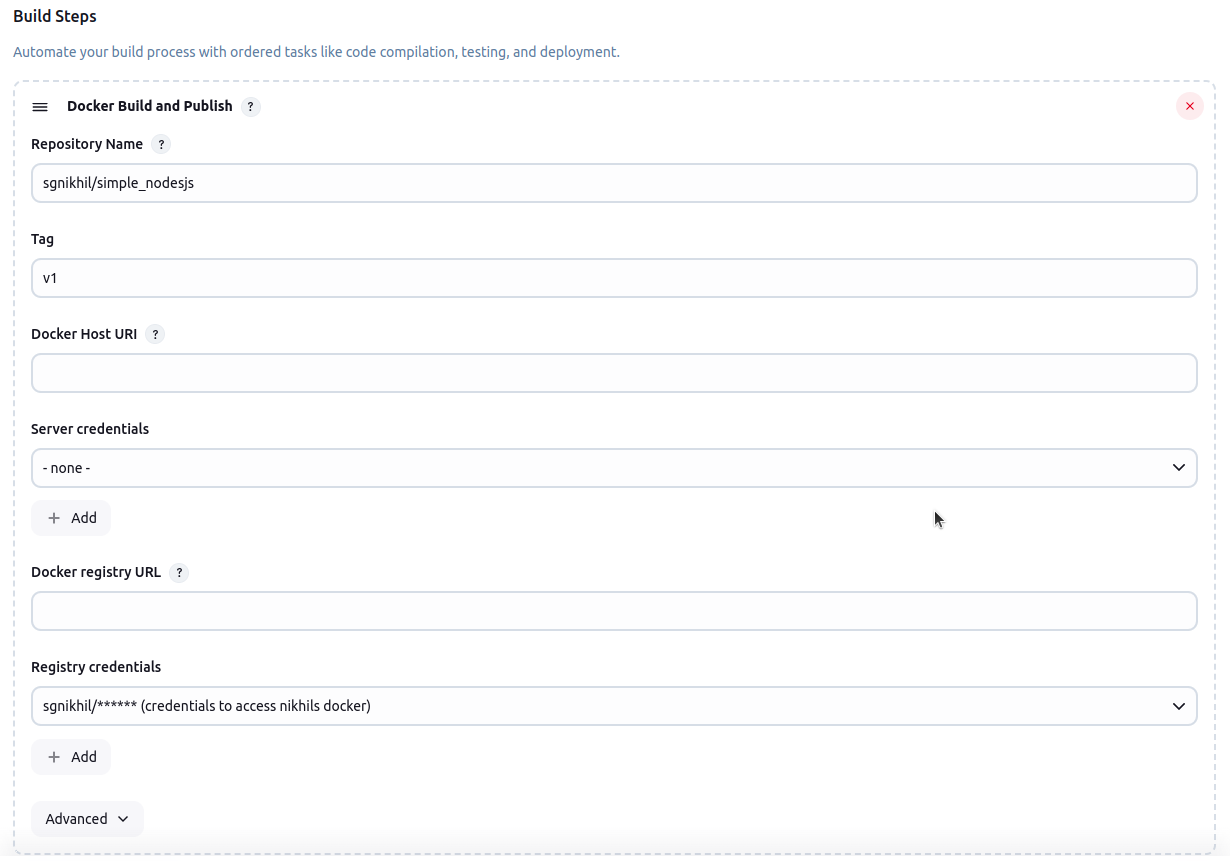 Build Steps
Automate your build process with ordered tasks like code compilation, testing, and deployment.
Docker Build and Publish ?
Repository Name ?
sgnikhil/simple_nodesjs
Tag
v1
Docker Host URI ?
Server credentials
- none -
+ Add
Docker registry URL ?
Registry credentials
sgnikhil/****** (credentials to access nikhils docker)
+ Add
Advanced